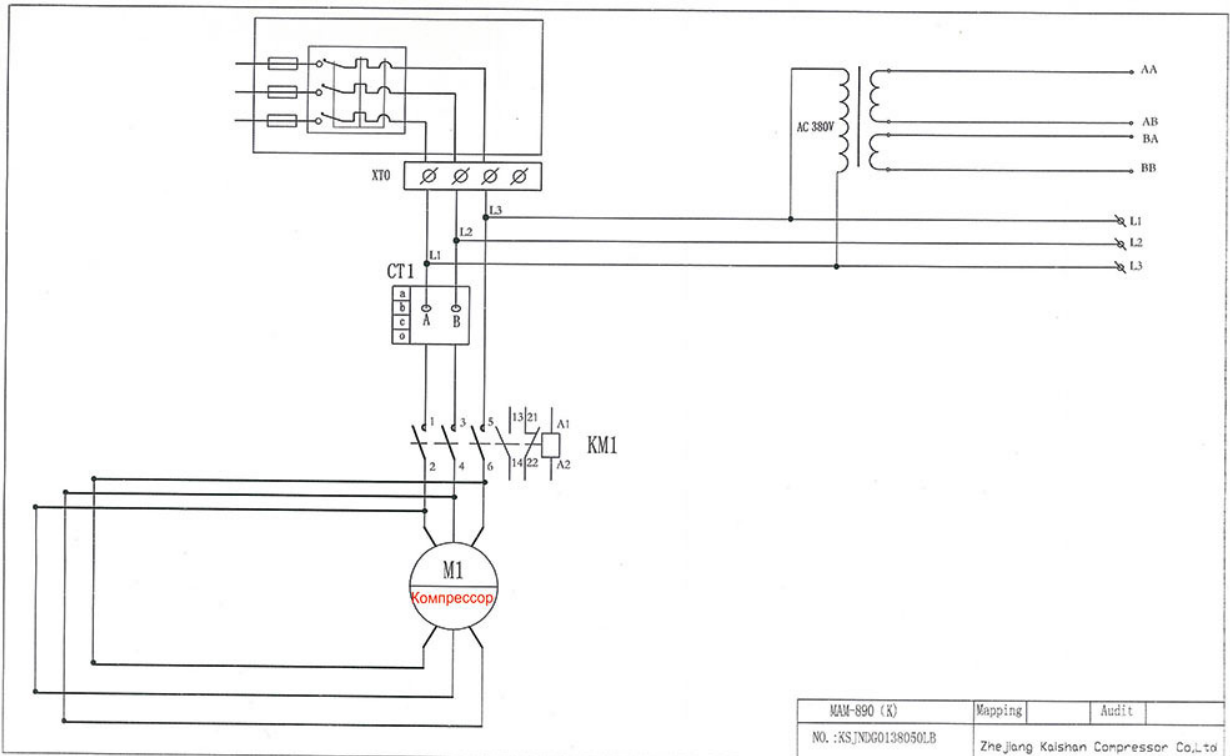 AA
AC 380V
AB
BA
BB
XT0
L3
L1
L2
L2
L1
L3
CT1
a
b
c
o
A B
1 3 5 13 21 A1
KM1
2 4 6 14 22 A2
M1
Компрессор
MAM-890 (K) Mapping Audit
NO.:KSJNDG0138050LB
Zhejiang Kaishan Compressor Co,Ltd